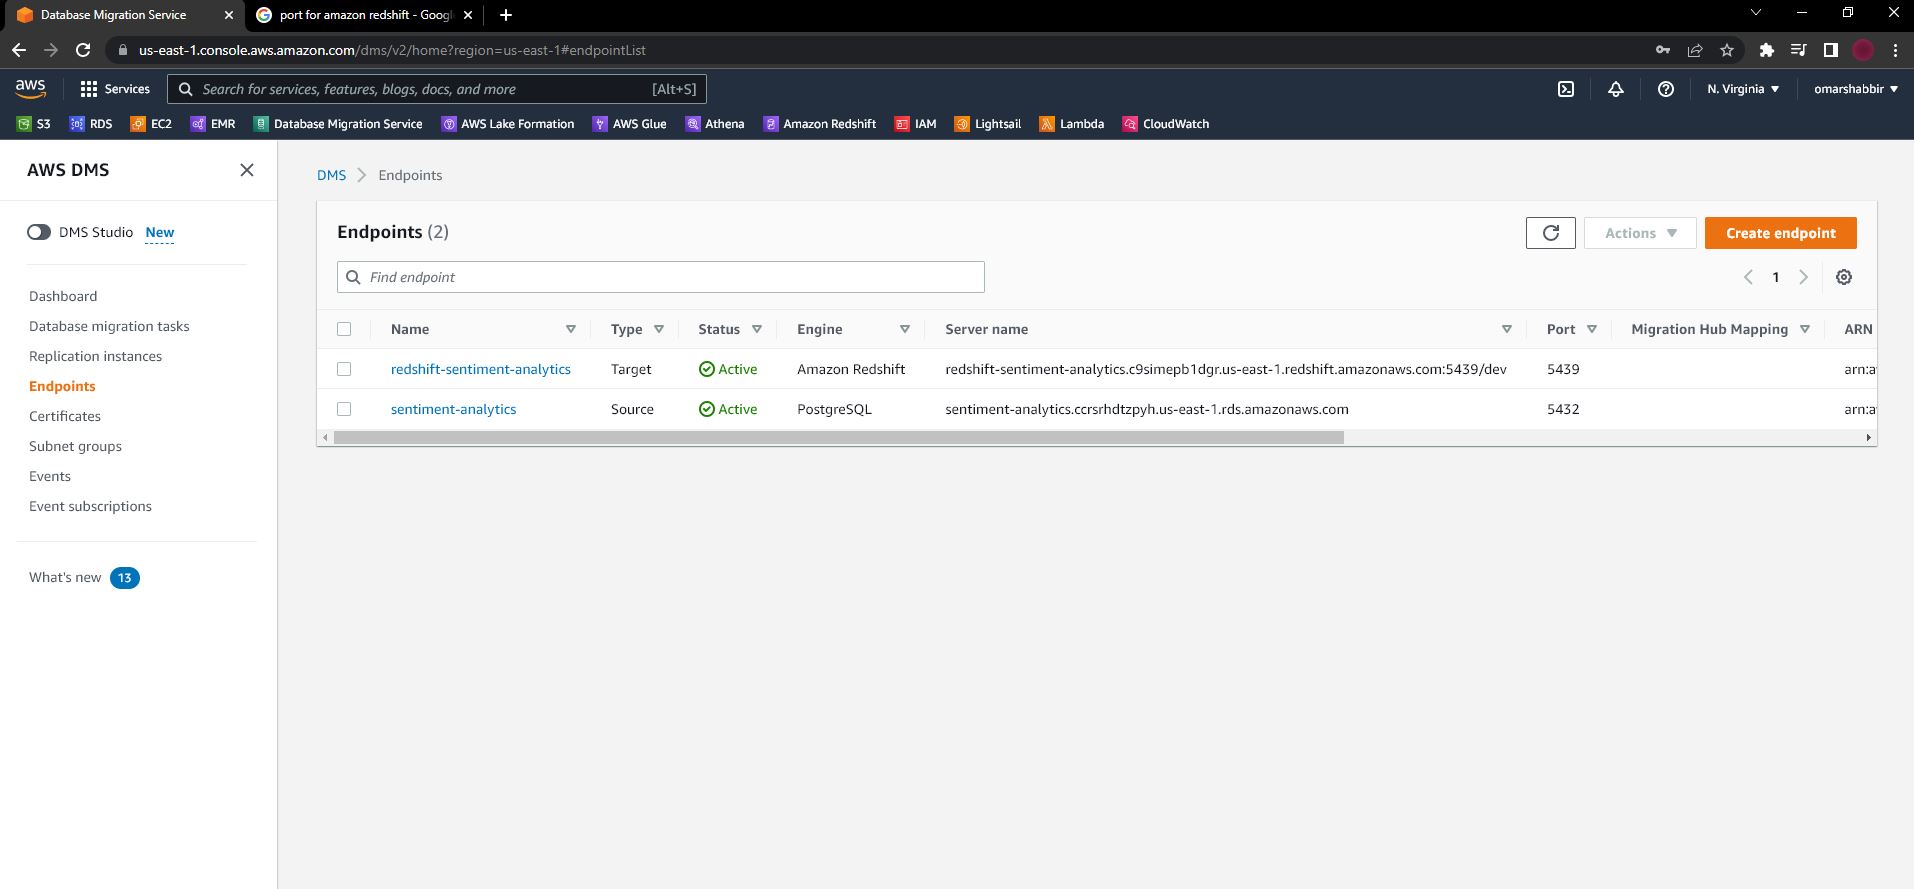 Database Migration Service
port for amazon redshift - Googl
us-east-1.console.aws.amazon.com/dms/v2/home?region=us-east-1#endpointList
aws Services Search for services, features, blogs, docs, and more [Alt+S] N. Virginia omarshabbir
S3 RDS EC2 EMR Database Migration Service AWS Lake Formation AWS Glue Athena Amazon Redshift IAM Lightsail Lambda CloudWatch
AWS DMS
DMS Studio New
Dashboard
Database migration tasks
Replication instances
Endpoints
Certificates
Subnet groups
Events
Event subscriptions
What's new 13
DMS Endpoints
Endpoints (2)
Actions Create endpoint
Find endpoint
1
Name Type Status Engine Server name Port Migration Hub Mapping ARN
redshift-sentiment-analytics Target Active Amazon Redshift redshift-sentiment-analytics.c9simepb1dgr.us-east-1.redshift.amazonaws.com:5439/dev 5439 arn:a
sentiment-analytics Source Active PostgreSQL sentiment-analytics.ccrsrhdtzpyh.us-east-1.rds.amazonaws.com 5432 arn:a